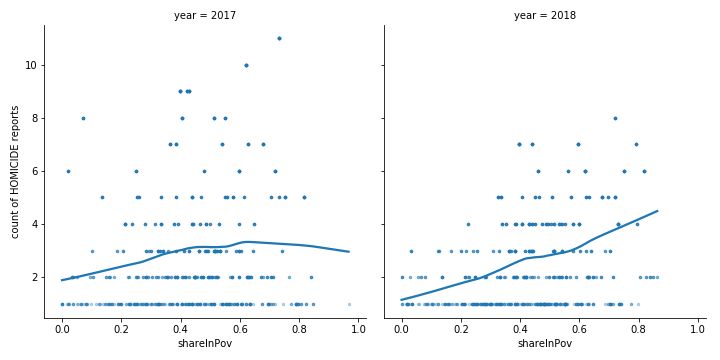 year = 2017
year = 2018
count of HOMICIDE reports
10
8
6
4
2
0.0 0.2 0.4 0.6 0.8 1.0
0.0 0.2 0.4 0.6 0.8 1.0
shareInPov
shareInPov